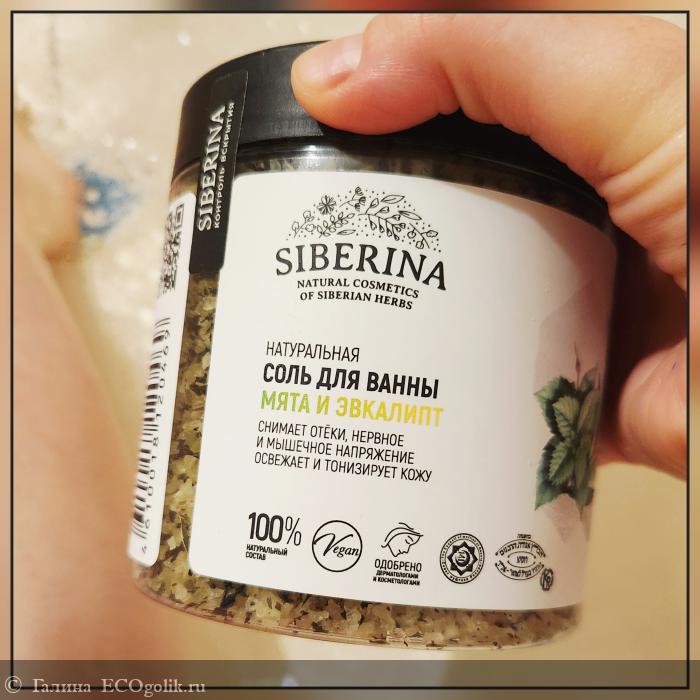 SIBERINA
КОНТРОЛЬ ВСКРЫТИЯ
SIBERINA
NATURAL COSMETICS
OF SIBERIAN HERBS
НАТУРАЛЬНАЯ
СОЛЬ ДЛЯ ВАННЫ
МЯТА И ЭВКАЛИПТ
СНИМАЕТ ОТЁКИ, НЕРВНОЕ
И МЫШЕЧНОЕ НАПРЯЖЕНИЕ
ОСВЕЖАЕТ И ТОНИЗИРУЕТ КОЖУ
100%
НАТУРАЛЬНЫЙ
СОСТАВ
Vegan
ОДОБРЕНО
ДЕРМАТОЛОГАМИ
И КОСМЕТОЛОГАМИ
4610018120469
© Галина ECOgolik.ru